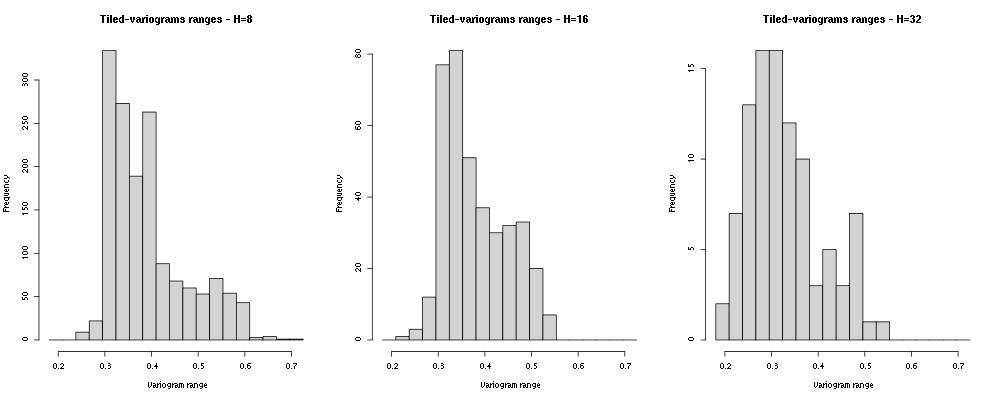 Tiled-variograms ranges - H=8
Frequency
0
50
100
150
200
250
300
0.2 0.3 0.4 0.5 0.6 0.7
Variogram range
Tiled-variograms ranges - H=16
Frequency
0
20
40
60
80
0.2 0.3 0.4 0.5 0.6 0.7
Variogram range
Tiled-variograms ranges - H=32
Frequency
0
5
10
15
0.2 0.3 0.4 0.5 0.6 0.7
Variogram range